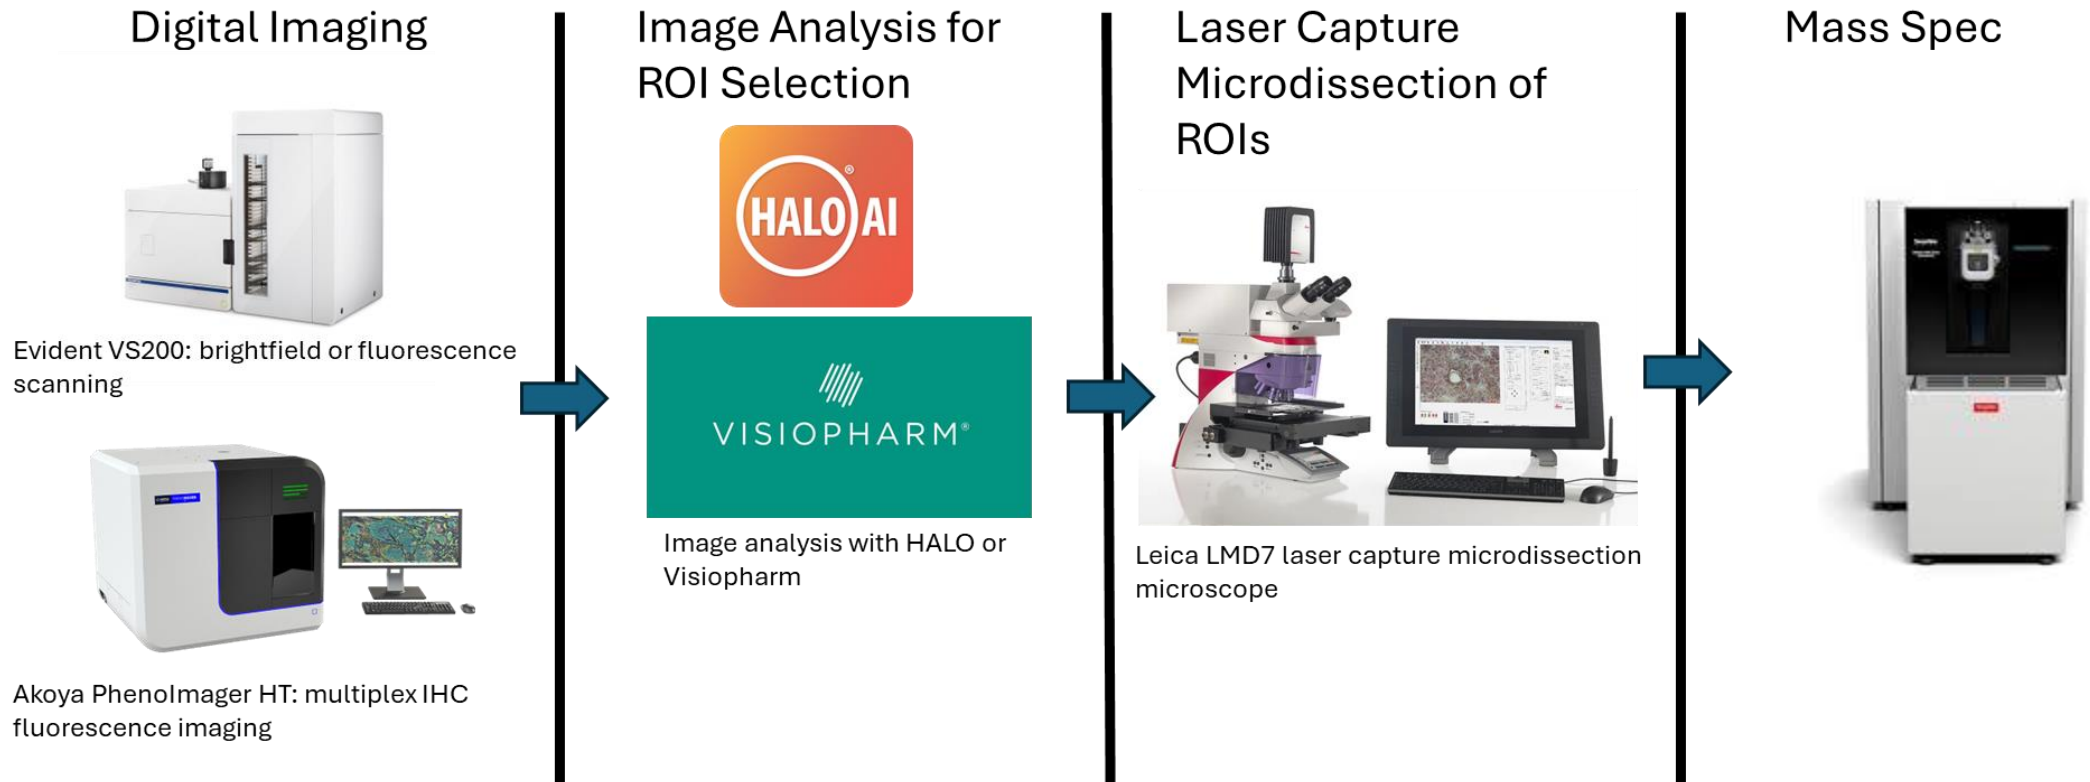 Digital Imaging
Evident VS200: brightfield or fluorescence
scanning
Akoya PhenoImager HT: multiplex IHC
fluorescence imaging
Image Analysis for
ROI Selection
HALO® AI
VISIOPHARM®
Image analysis with HALO or
Visiopharm
Laser Capture
Microdissection of
ROIs
Leica LMD7 laser capture microdissection
microscope
Mass Spec